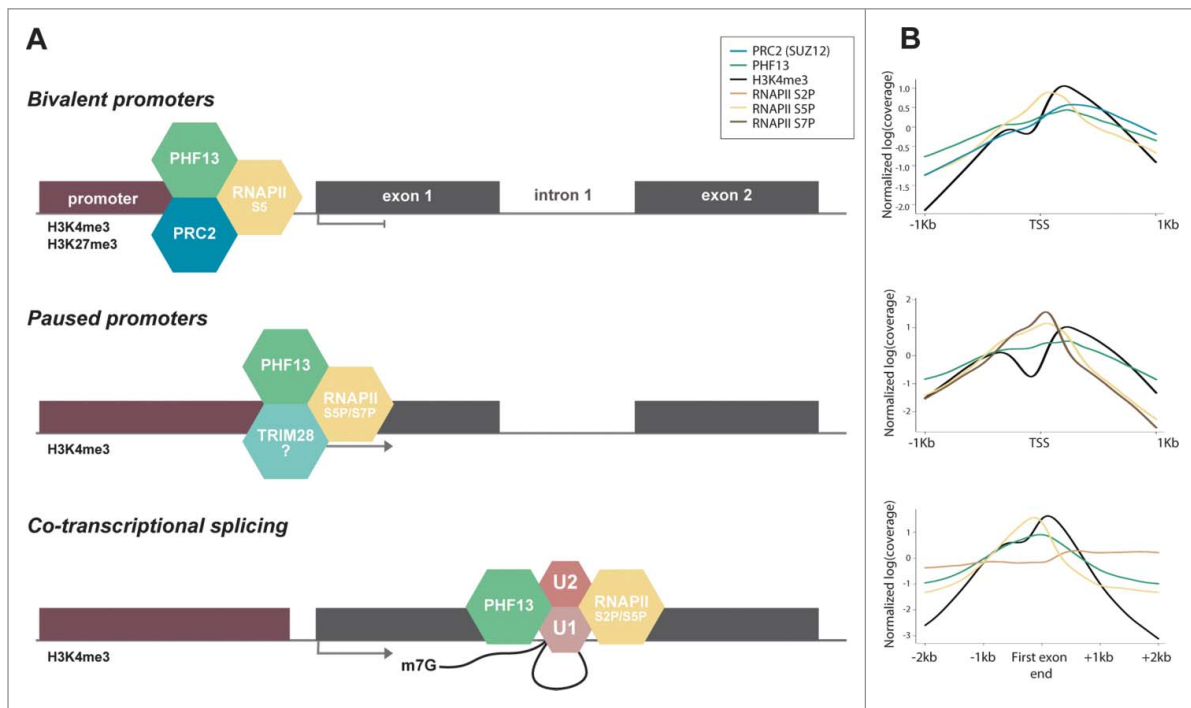 A
Bivalent promoters
PHF13
promoter
RNAPII
S5
PRC2
exon 1
intron 1
exon 2
H3K4me3
H3K27me3
Paused promoters
PHF13
RNAPII
S5P/S7P
TRIM28
?
H3K4me3
Co-transcriptional splicing
PHF13
U2
U1
RNAPII
S2P/S5P
H3K4me3
m7G
PRC2 (SUZ12)
PHF13
H3K4me3
RNAPII S2P
RNAPII S5P
RNAPII S7P
B
Normalized log(coverage)
1.0
0.5
0
-0.5
-1.0
-1.5
-2.0
-1Kb TSS 1Kb
Normalized log(coverage)
2
1
0
-1
-2
-1Kb TSS 1Kb
Normalized log(coverage)
1
0
-1
-2
-3
-2kb -1kb First exon +1kb +2kb
end